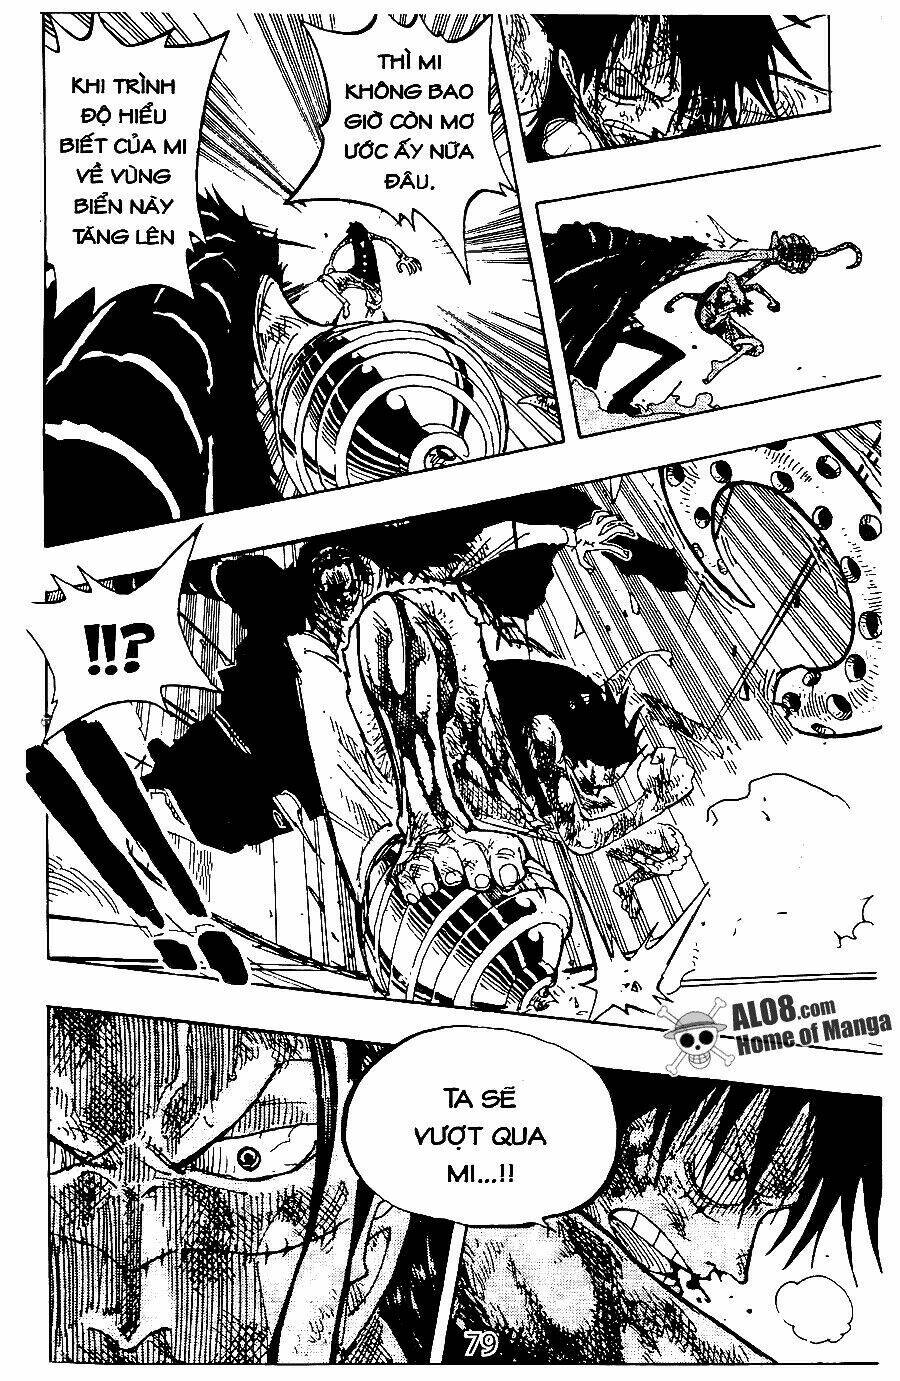 KHI TRÌNH
ĐỘ HIỂU
BIẾT CỦA MI
VỀ VÙNG
BIỂN NÀY
TĂNG LÊN
THÌ MI
KHÔNG BAO
GIỜ CÒN MƠ
ƯỚC ẤY NỮA
ĐÂU.
!!?
AL08.com
Home of Manga
TA SẼ
VƯỢT QUA
MI...!!
79